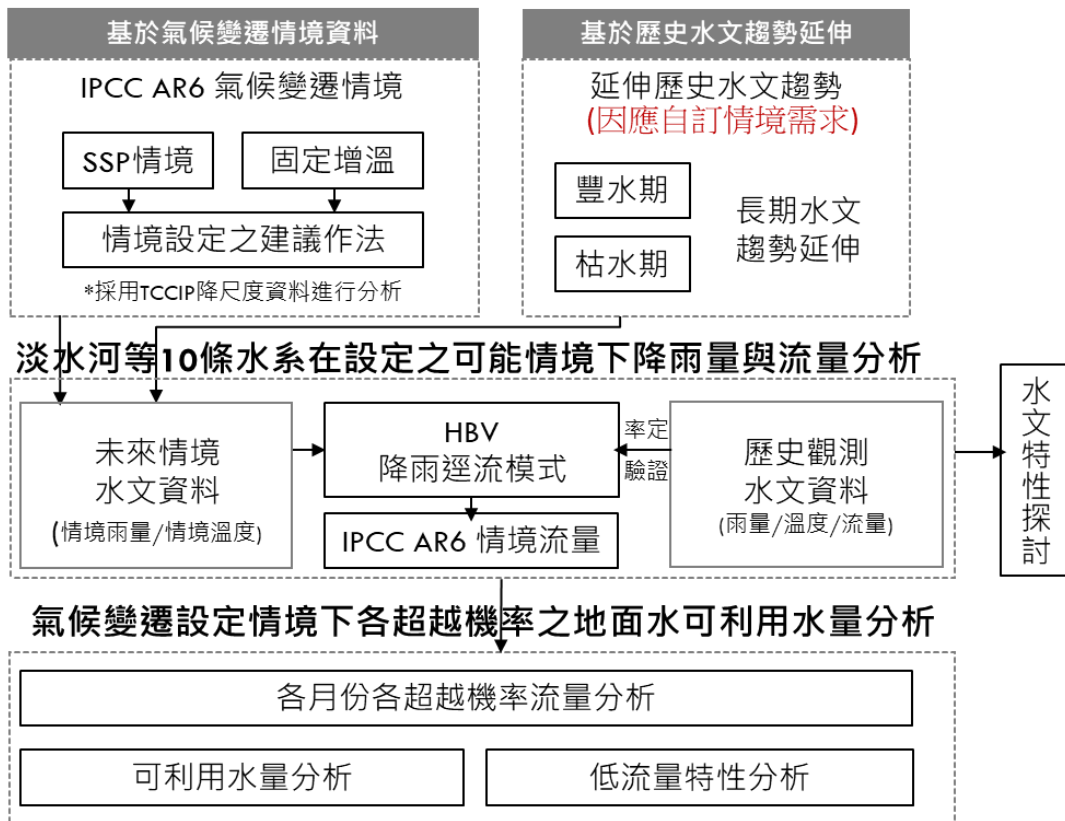 基於氣候變遷情境資料
IPCC AR6 氣候變遷情境
SSP情境
固定增溫
情境設定之建議作法
*採用TCCIP降尺度資料進行分析
基於歷史水文趨勢延伸
延伸歷史水文趨勢
(因應自訂情境需求)
豐水期
枯水期
長期水文
趨勢延伸
淡水河等10條水系在設定之可能情境下降雨量與流量分析
未來情境
水文資料
(情境雨量/情境溫度)
HBV
降雨逕流模式
IPCC AR6 情境流量
率定
驗證
歷史觀測
水文資料
(雨量/溫度/流量)
水文特性探討
氣候變遷設定情境下各超越機率之地面水可利用水量分析
各月份各超越機率流量分析
可利用水量分析
低流量特性分析